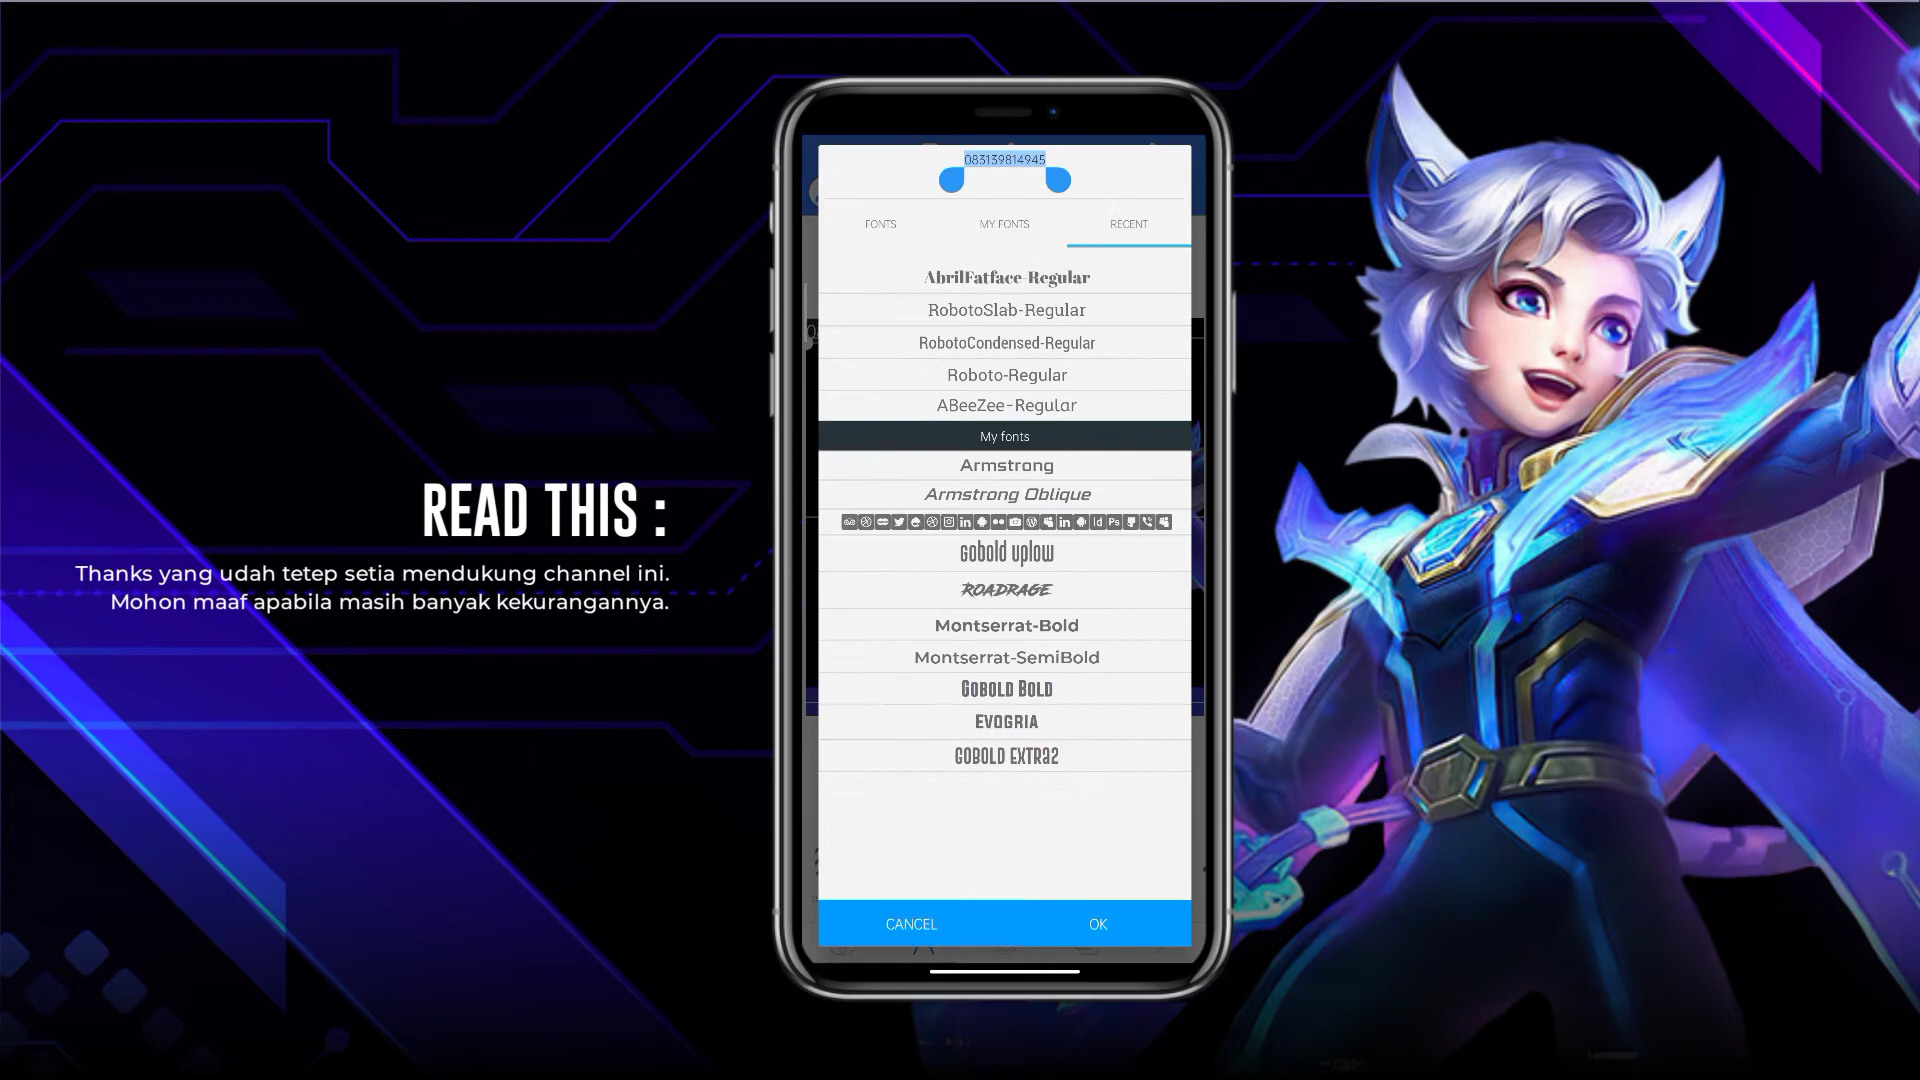 READ THIS :
Thanks yang udah tetep setia mendukung channel ini.
Mohon maaf apabila masih banyak kekurangannya.
083139814945
FONTS MY FONTS RECENT
AbrilFatface-Regular
RobotoSlab-Regular
RobotoCondensed-Regular
Roboto-Regular
ABeeZee-Regular
My fonts
Armstrong
Armstrong Oblique
gobold uplow
ROADRAGE
Montserrat-Bold
Montserrat-SemiBold
GOBOLD BOLD
EVOGRIA
GOBOLD EXTRA2
CANCEL OK